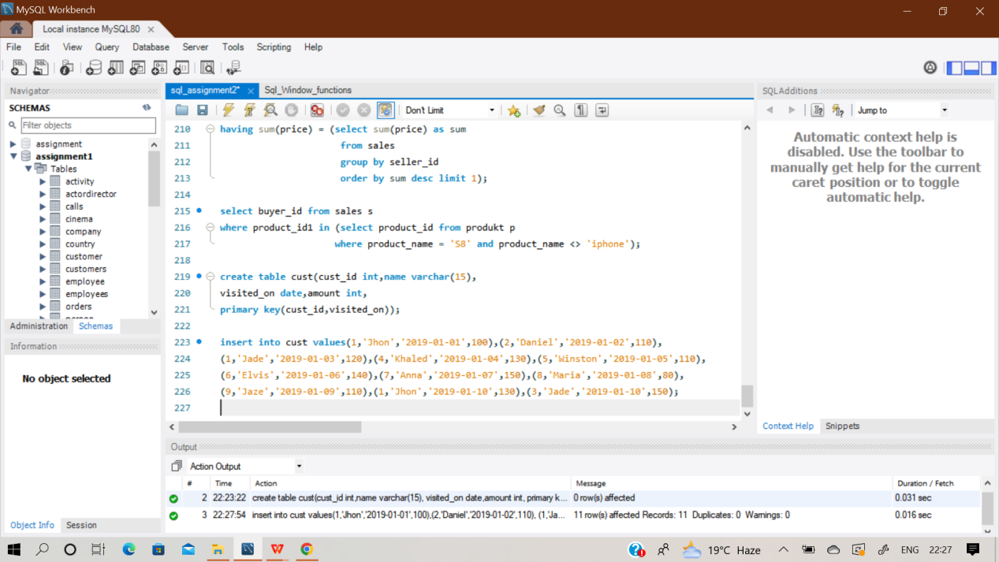 MySQL Workbench
Local instance MySQL80
File Edit View Query Database Server Tools Scripting Help
Navigator
SCHEMAS
Filter objects
assignment
assignment1
Tables
activity
actordirector
calls
cinema
company
country
customer
customers
employee
employees
orders
person
Administration Schemas
Information
No object selected
Object Info Session
sql_assignment2* Sql_Window_functions
Don't Limit
210 having sum(price) = (select sum(price) as sum
211 from sales
212 group by seller_id
213 order by sum desc limit 1);
214
215 select buyer_id from sales s
216 where product_id1 in (select product_id from produkt p
217 where product_name = 'S8' and product_name <> 'iphone');
218
219 create table cust(cust_id int,name varchar(15),
220 visited_on date,amount int,
221 primary key(cust_id,visited_on));
222
223 insert into cust values(1,'Jhon','2019-01-01',100),(2,'Daniel','2019-01-02',110),
224 (1,'Jade','2019-01-03',120),(4,'Khaled','2019-01-04',130),(5,'Winston','2019-01-05',110),
225 (6,'Elvis','2019-01-06',140),(7,'Anna','2019-01-07',150),(8,'Maria','2019-01-08',80),
226 (9,'Jaze','2019-01-09',110),(1,'Jhon','2019-01-10',130),(3,'Jade','2019-01-10',150);
227
SQLAdditions
Jump to
Automatic context help is
disabled. Use the toolbar to
manually get help for the current
caret position or to toggle
automatic help.
Context Help Snippets
Output
Action Output
# Time Action Message Duration / Fetch
2 22:23:22 create table cust(cust_id int,name varchar(15), visited_on date,amount int, primary k... 0 row(s) affected 0.031 sec
3 22:27:54 insert into cust values(1,'Jhon','2019-01-01',100),(2,'Daniel','2019-01-02',110), (1,'Ja... 11 row(s) affected Records: 11 Duplicates: 0 Warnings: 0 0.016 sec
19°C Haze ENG 22:27